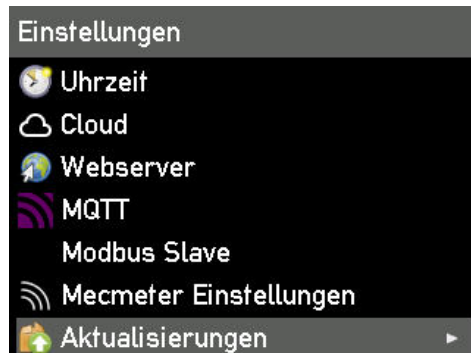 Einstellungen
Uhrzeit
Cloud
Webserver
MQTT
Modbus Slave
Mecmeter Einstellungen
Aktualisierungen